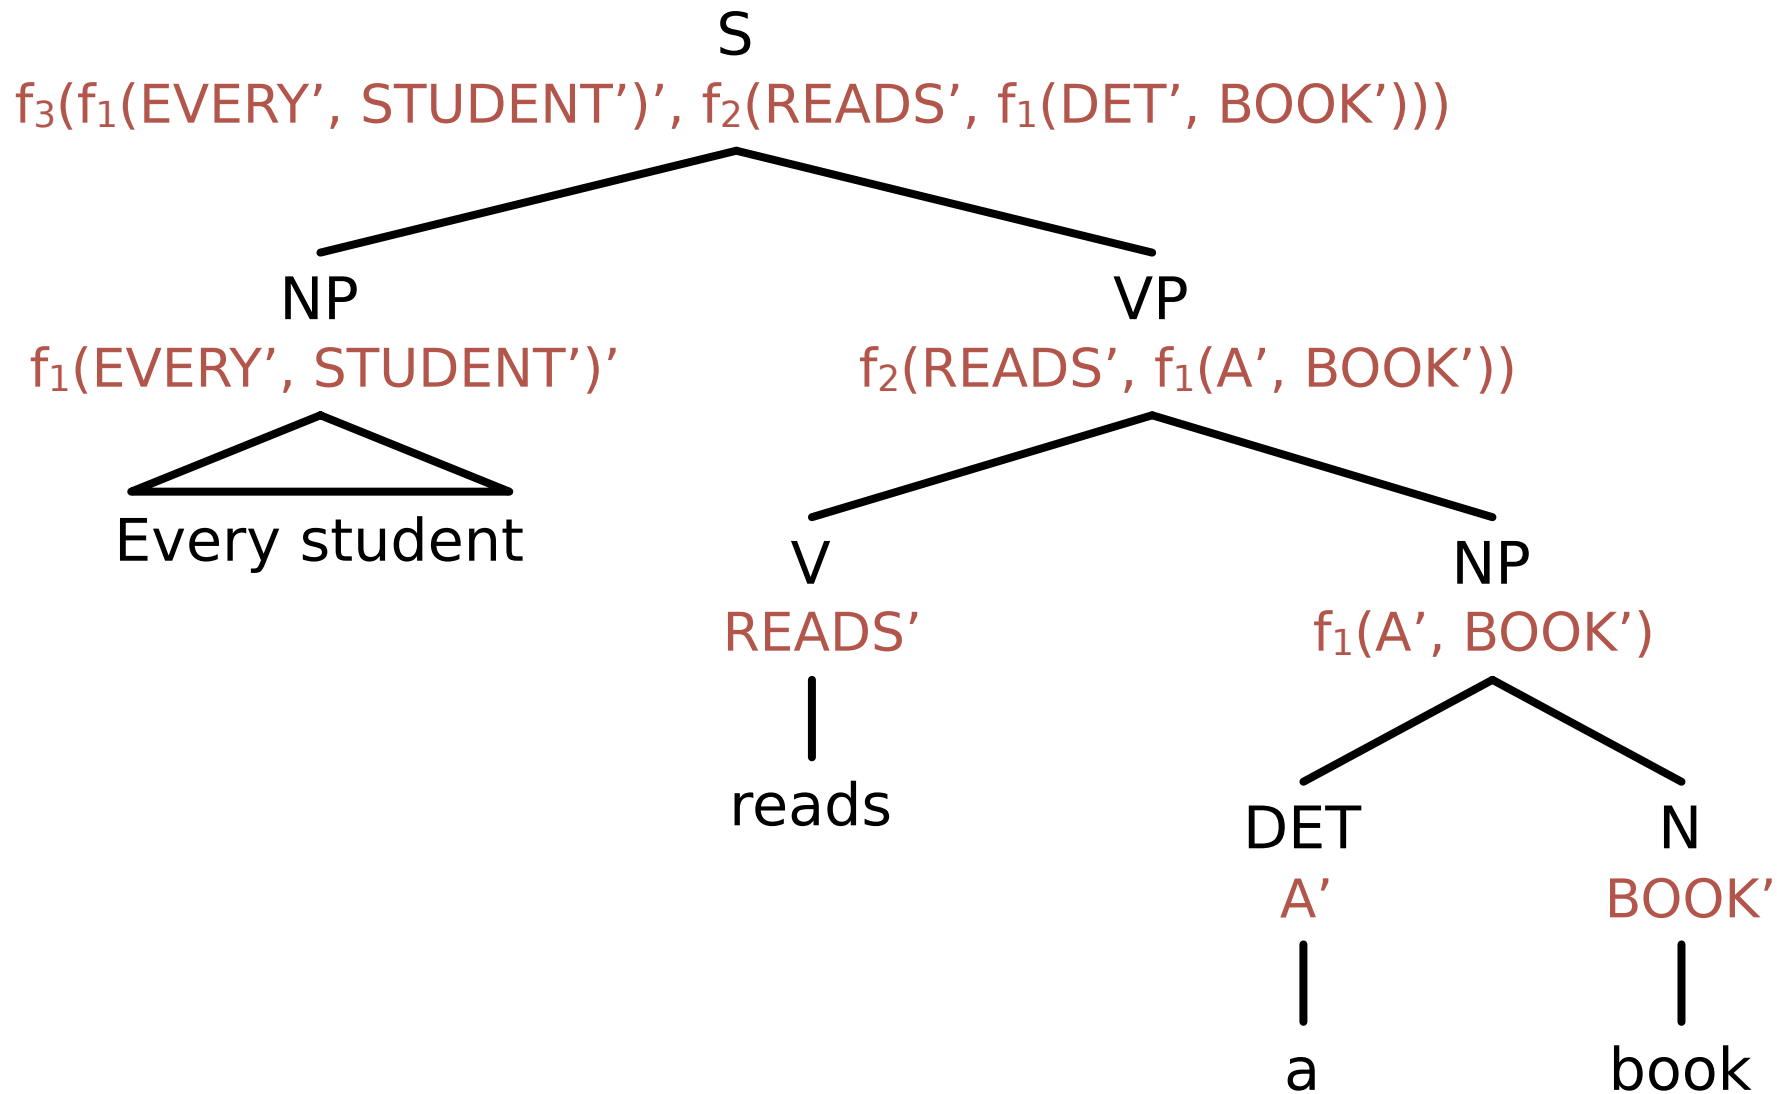 S
f₃(f₁(EVERY’, STUDENT’)’, f₂(READS’, f₁(DET’, BOOK’)))
NP VP
f₁(EVERY’, STUDENT’)’ f₂(READS’, f₁(A’, BOOK’))
Every student
V NP
READS’ f₁(A’, BOOK’)
reads
DET N
A’ BOOK’
a book